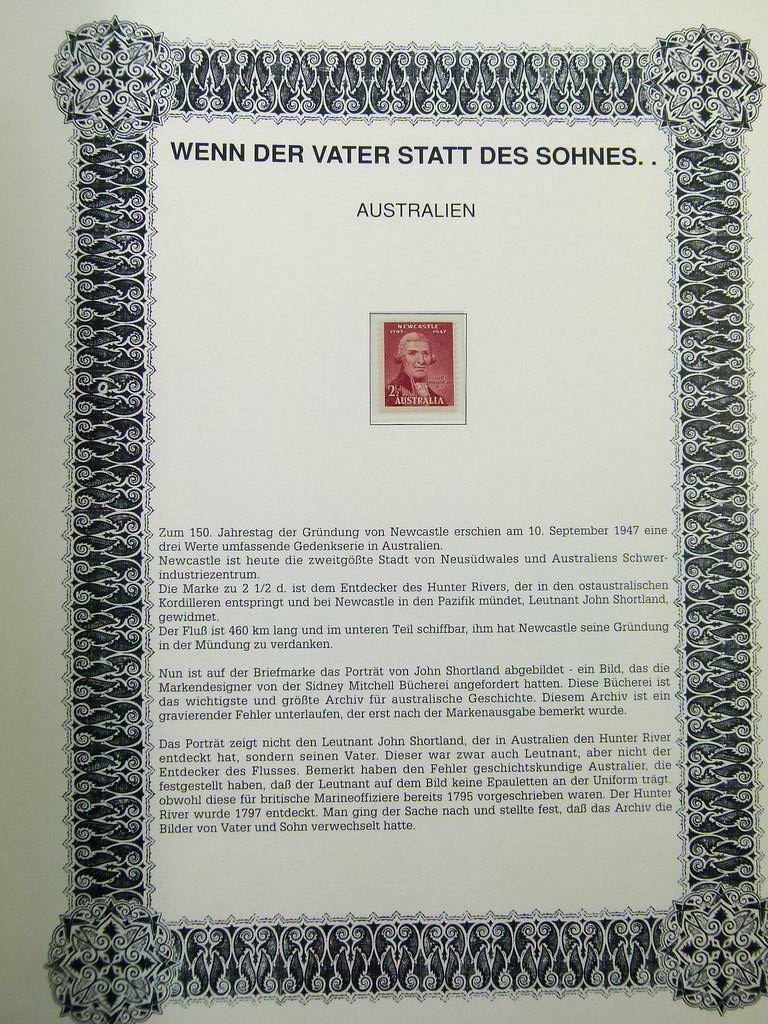 WENN DER VATER STATT DES SOHNES. .
AUSTRALIEN
NEWCASTLE
1797 1947
2½
AUSTRALIA
Zum 150. Jahrestag der Gründung von Newcastle erschien am 10. September 1947 eine
drei Werte umfassende Gedenkserie in Australien.
Newcastle ist heute die zweitgößte Stadt von Neusüdwales und Australiens Schwer-
industriezentrum.
Die Marke zu 2 1/2 d. ist dem Entdecker des Hunter Rivers, der in den ostaustralischen
Kordilleren entspringt und bei Newcastle in den Pazifik mündet, Leutnant John Shortland,
gewidmet.
Der Fluß ist 460 km lang und im unteren Teil schiffbar, ihm hat Newcastle seine Gründung
in der Mündung zu verdanken.
Nun ist auf der Briefmarke das Porträt von John Shortland abgebildet - ein Bild, das die
Markendesigner von der Sidney Mitchell Bücherei angefordert hatten. Diese Bücherei ist
das wichtigste und größte Archiv für australische Geschichte. Diesem Archiv ist ein
gravierender Fehler unterlaufen, der erst nach der Markenausgabe bemerkt wurde.
Das Porträt zeigt nicht den Leutnant John Shortland, der in Australien den Hunter River
entdeckt hat, sondern seinen Vater. Dieser war zwar auch Leutnant, aber nicht der
Entdecker des Flusses. Bemerkt haben den Fehler geschichtskundige Australier, die
festgestellt haben, daß der Leutnant auf dem Bild keine Epauletten an der Uniform trägt,
obwohl diese für britische Marineoffiziere bereits 1795 vorgeschrieben waren. Der Hunter
River wurde 1797 entdeckt. Man ging der Sache nach und stellte fest, daß das Archiv die
Bilder von Vater und Sohn verwechselt hatte.